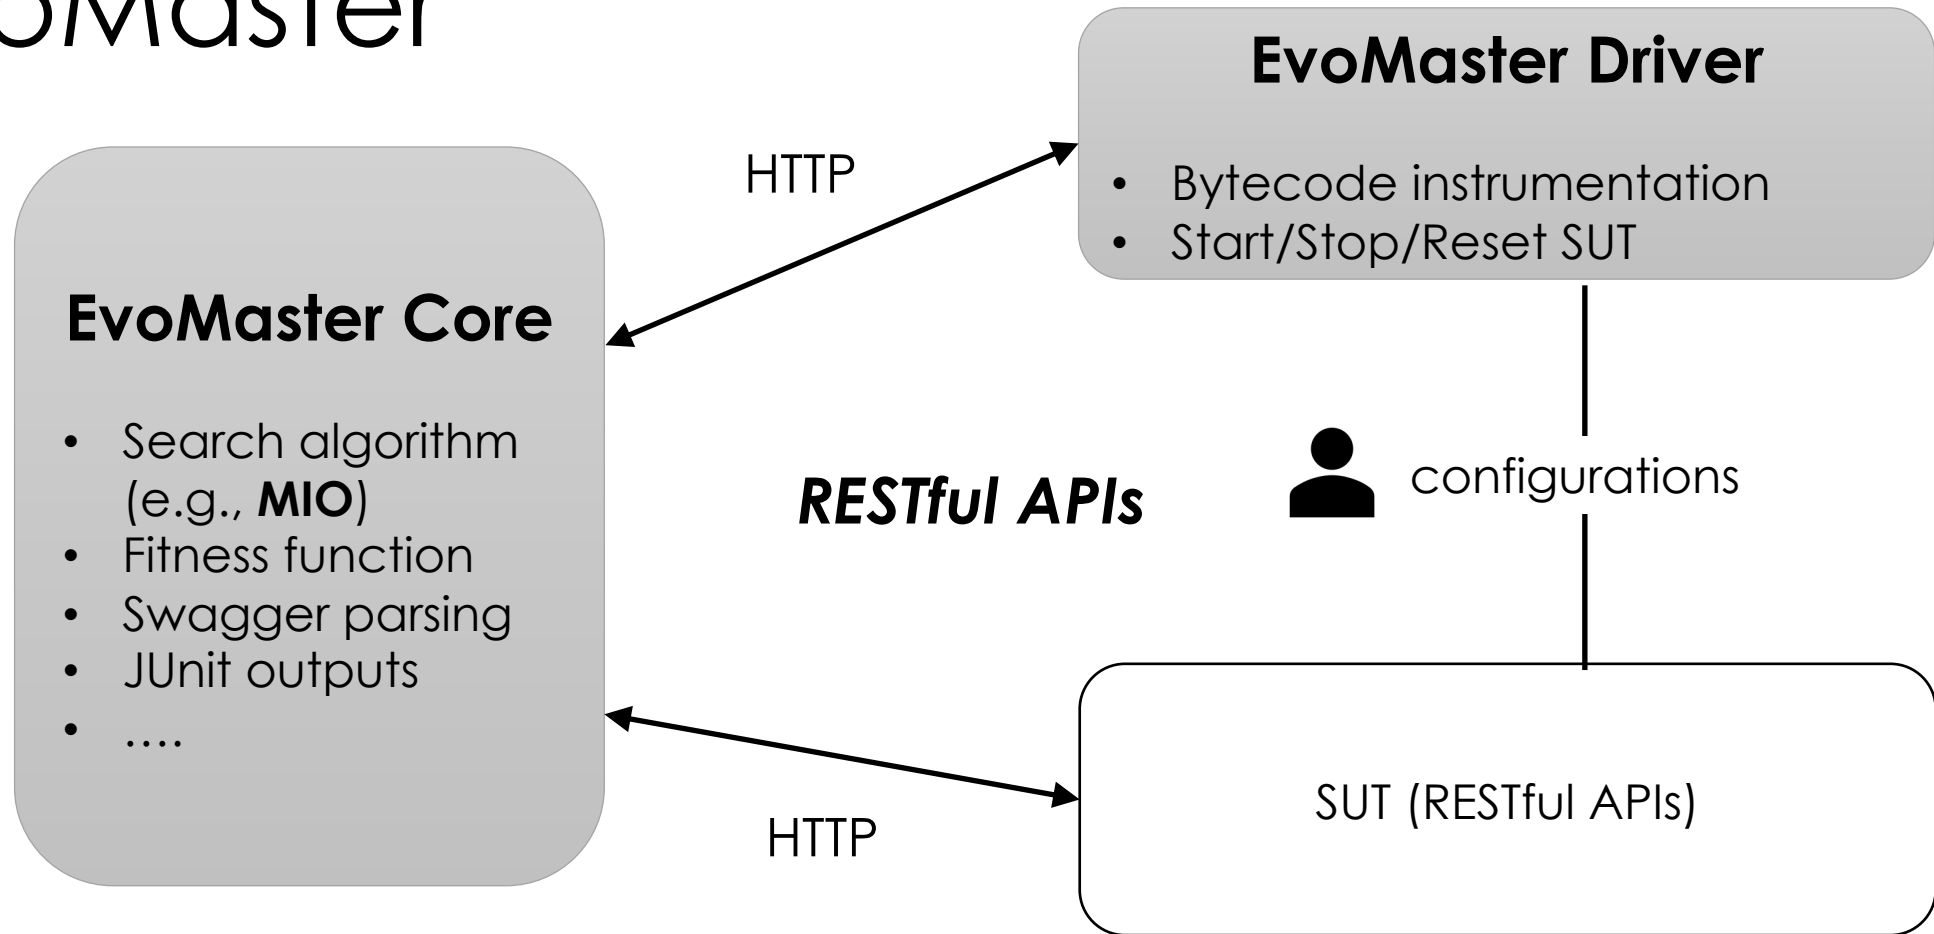 EvoMaster Driver
• Bytecode instrumentation
• Start/Stop/Reset SUT
HTTP
EvoMaster Core
• Search algorithm
(e.g., MIO)
• Fitness function
• Swagger parsing
• JUnit outputs
• ....
RESTful APIs
configurations
HTTP
SUT (RESTful APIs)